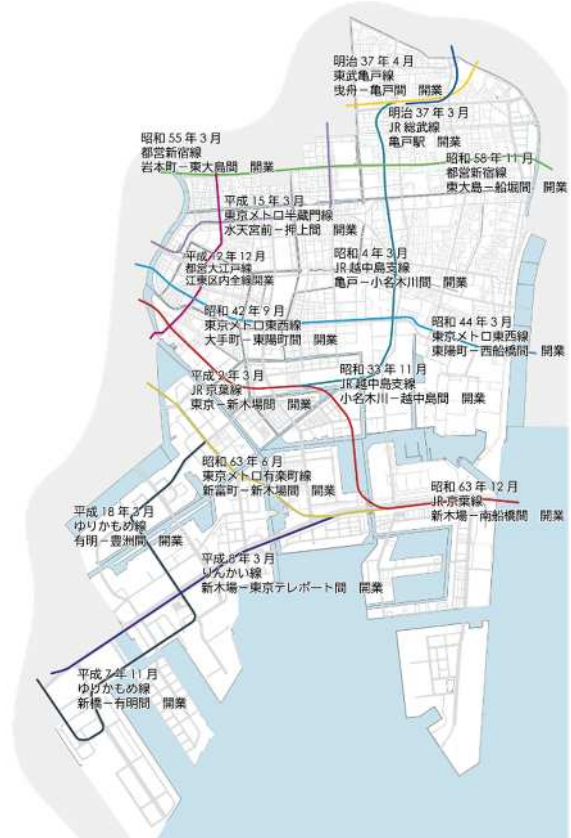 明治 37 年 4 月
東武亀戸線
曳舟－亀戸間　開業
明治 37 年 3 月
JR 総武線
亀戸駅　開業
昭和 55 年 3 月
都営新宿線
岩本町－東大島間　開業
昭和 58 年 11 月
都営新宿線
東大島－船堀間　開業
平成 15 年 3 月
東京メトロ半蔵門線
水天宮前－押上間　開業
平成 12 年 12 月
都営大江戸線
江東区内全線開業
昭和 4 年 3 月
JR 越中島支線
亀戸－小名木川間　開業
昭和 42 年 9 月
東京メトロ東西線
大手町－東陽町間　開業
昭和 44 年 3 月
東京メトロ東西線
東陽町－西船橋間　開業
平成 2 年 3 月
JR 京葉線
東京－新木場間　開業
昭和 33 年 11 月
JR 越中島支線
小名木川－越中島間　開業
昭和 63 年 6 月
東京メトロ有楽町線
新富町－新木場間　開業
昭和 63 年 12 月
JR 京葉線
新木場－南船橋間　開業
平成 18 年 3 月
ゆりかもめ線
有明－豊洲間　開業
平成 8 年 3 月
りんかい線
新木場－東京テレポート間　開業
平成 7 年 11 月
ゆりかもめ線
新橋－有明間　開業